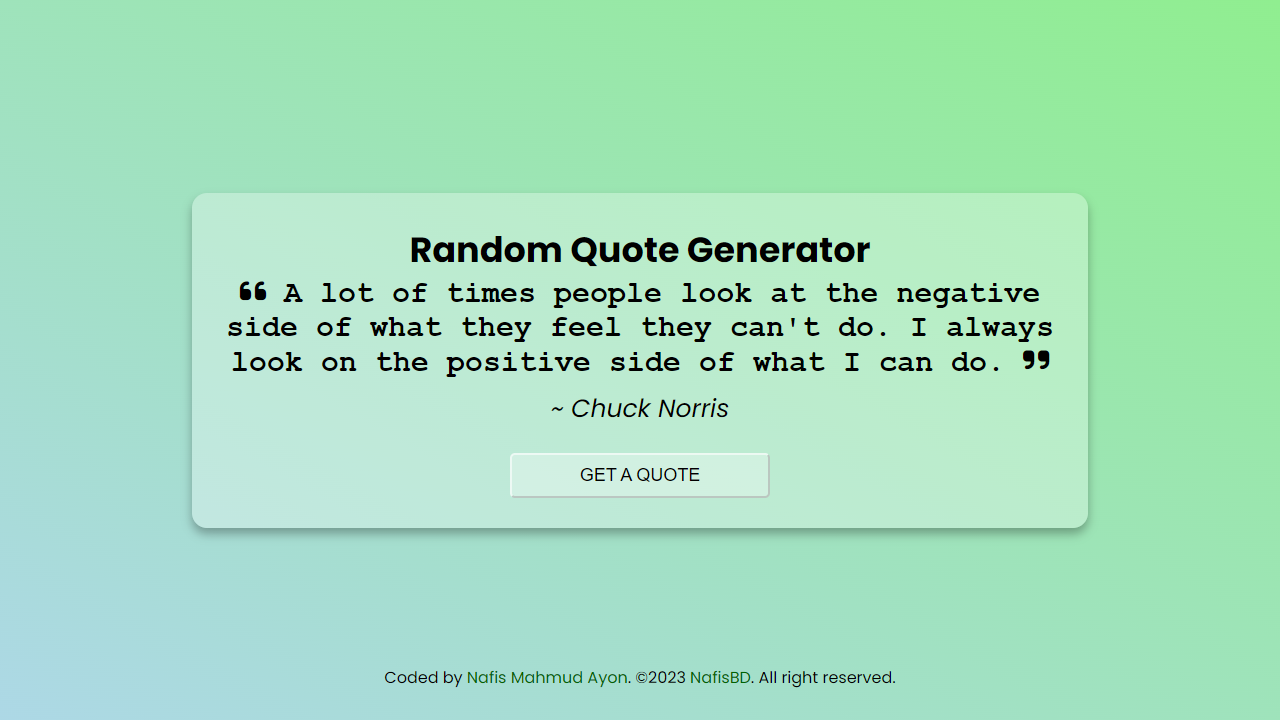 Random Quote Generator
❝ A lot of times people look at the negative
side of what they feel they can't do. I always
look on the positive side of what I can do. ❞
~ Chuck Norris
GET A QUOTE
Coded by Nafis Mahmud Ayon. ©2023 NafisBD. All right reserved.